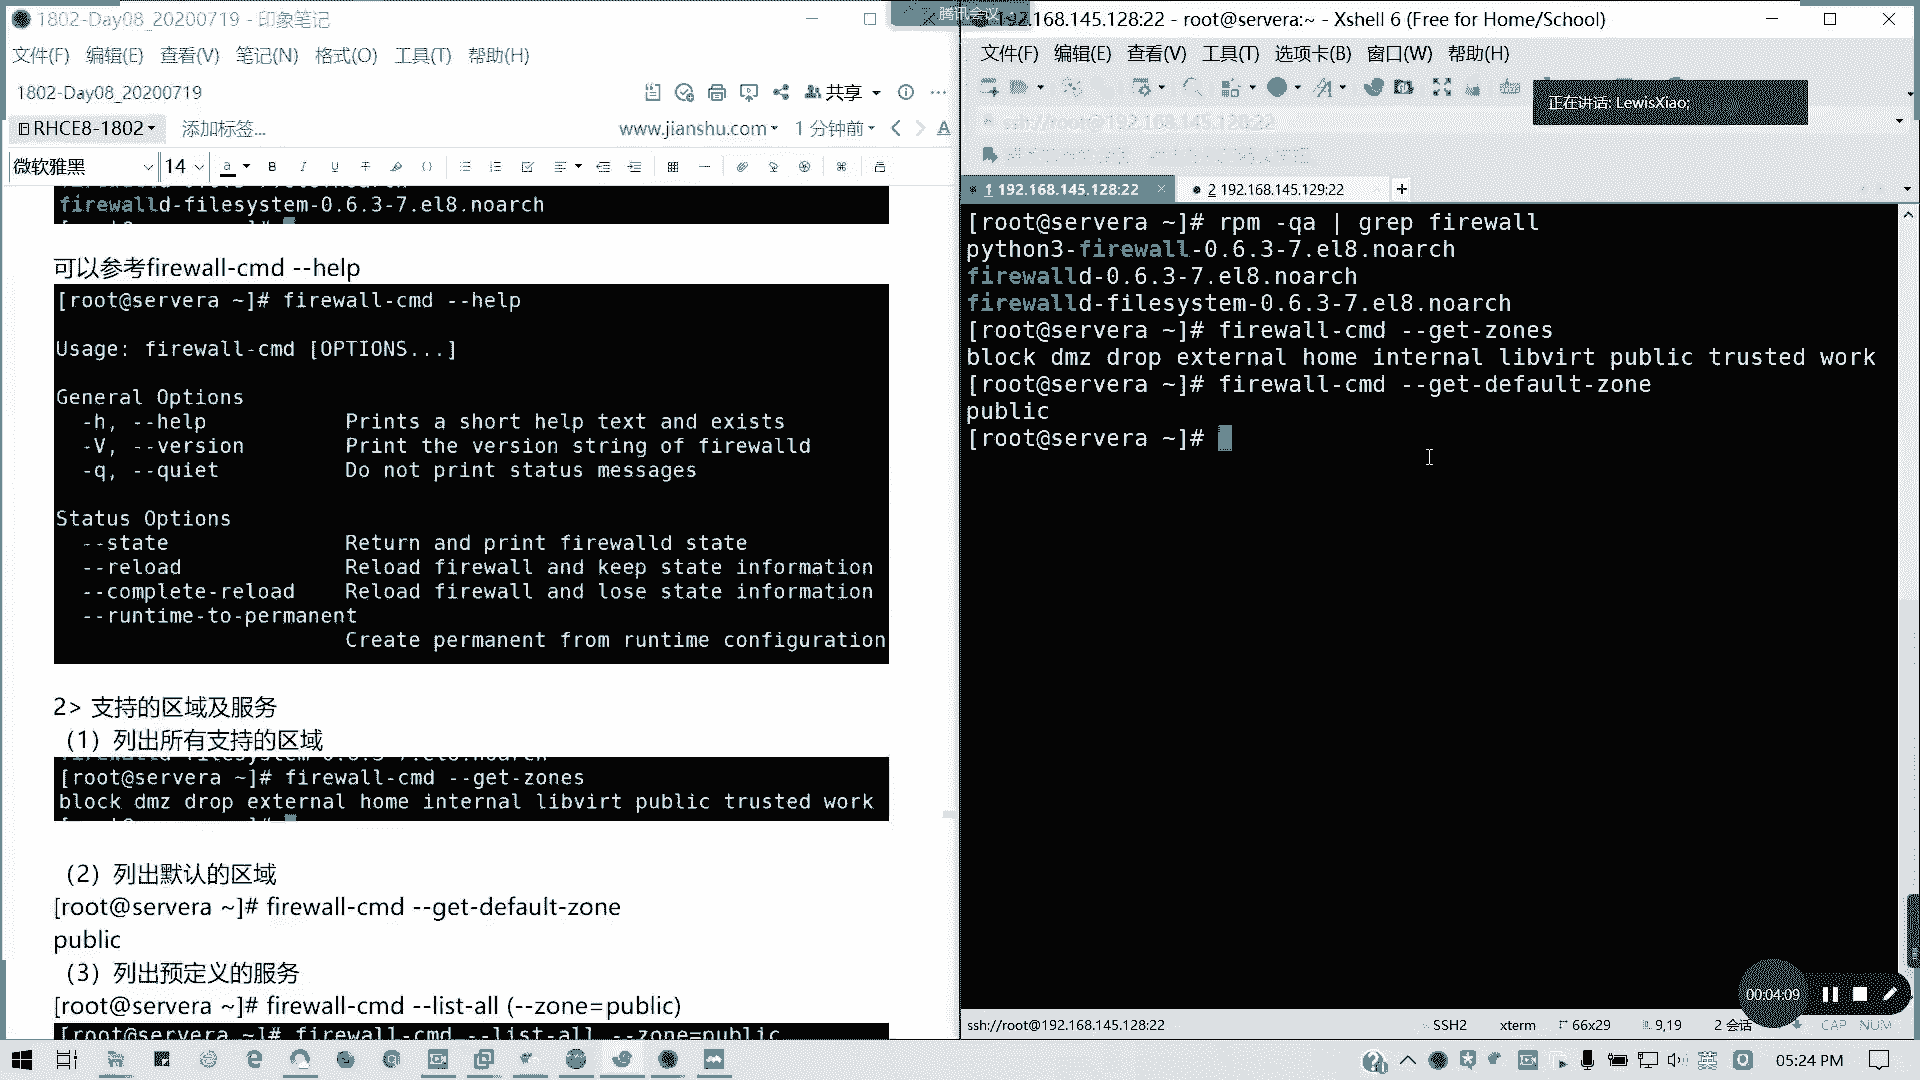 1802-Day08_20200719 - 印象笔记
文件(F) 编辑(E) 查看(V) 笔记(N) 格式(O) 工具(T) 帮助(H)
1802-Day08_20200719
共享
RHCE8-1802
添加标签...
www.jianshu.com
1 分钟前
微软雅黑 14
firewalld-filesystem-0.6.3-7.el8.noarch
可以参考firewall-cmd --help
[root@servera ~]# firewall-cmd --help
Usage: firewall-cmd [OPTIONS...]
General Options
-h, --help Prints a short help text and exists
-V, --version Print the version string of firewalld
-q, --quiet Do not print status messages
Status Options
--state Return and print firewalld state
--reload Reload firewall and keep state information
--complete-reload Reload firewall and lose state information
--runtime-to-permanent
Create permanent from runtime configuration
2> 支持的区域及服务
（1）列出所有支持的区域
[root@servera ~]# firewall-cmd --get-zones
block dmz drop external home internal libvirt public trusted work
（2）列出默认的区域
[root@servera ~]# firewall-cmd --get-default-zone
public
（3）列出预定义的服务
[root@servera ~]# firewall-cmd --list-all (--zone=public)
[root@servera ~]# firewall-cmd --list-all --zone=public
腾讯会议
192.168.145.128:22 - root@servera:~ - Xshell 6 (Free for Home/School)
文件(F) 编辑(E) 查看(V) 工具(T) 选项卡(B) 窗口(W) 帮助(H)
正在讲话: LewisXiao;
ssh://root@192.168.145.128:22
1 192.168.145.128:22
2 192.168.145.129:22
[root@servera ~]# rpm -qa | grep firewall
python3-firewall-0.6.3-7.el8.noarch
firewalld-0.6.3-7.el8.noarch
firewalld-filesystem-0.6.3-7.el8.noarch
[root@servera ~]# firewall-cmd --get-zones
block dmz drop external home internal libvirt public trusted work
[root@servera ~]# firewall-cmd --get-default-zone
public
[root@servera ~]#
00:04:09
ssh://root@192.168.145.128:22 SSH2 xterm 66x29 9,19 2 会话 CAP NUM
英
05:24 PM